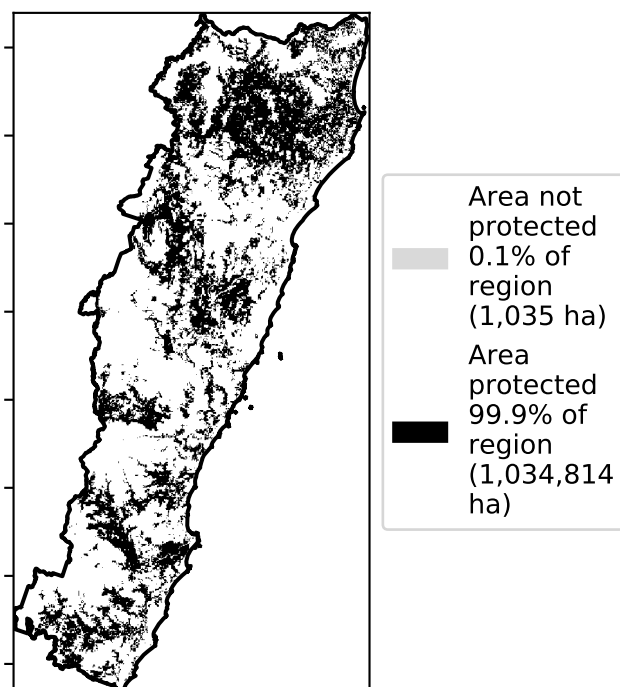 Area not
protected
0.1% of
region
(1,035 ha)
Area
protected
99.9% of
region
(1,034,814
ha)